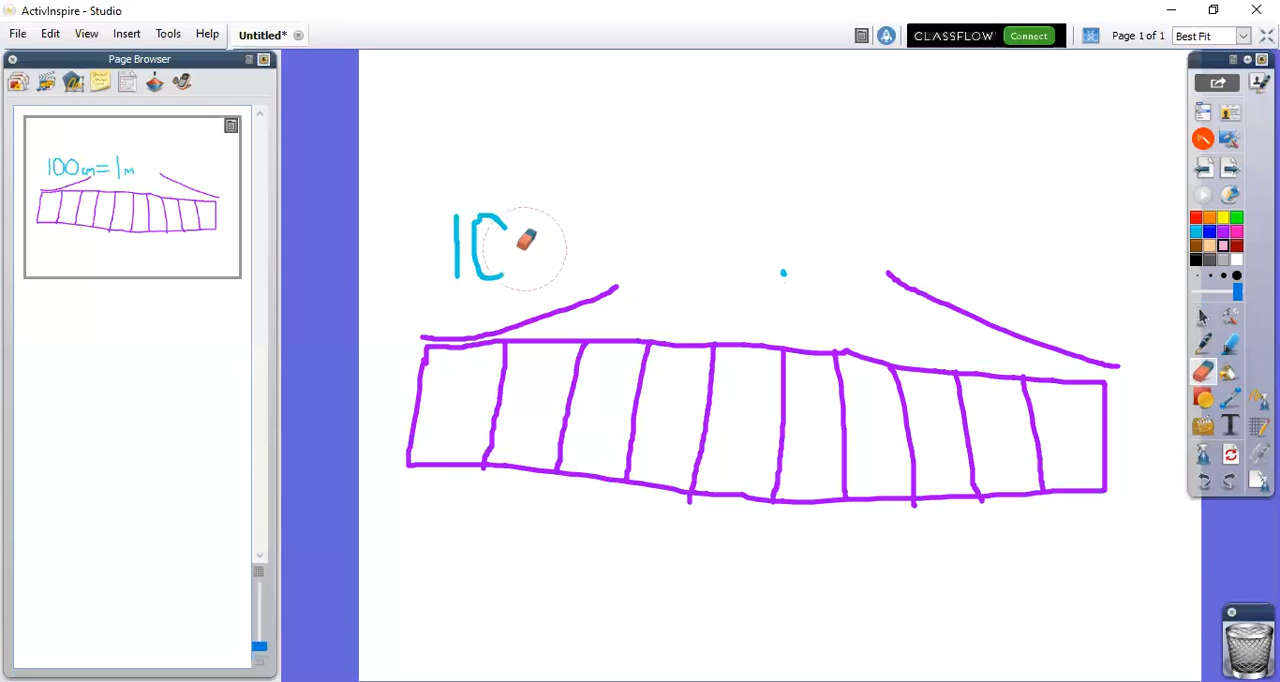 ActivInspire - Studio
File Edit View Insert Tools Help Untitled*
CLASSFLOW Connect Page 1 of 1 Best Fit
Page Browser
100cm=1m
10
T